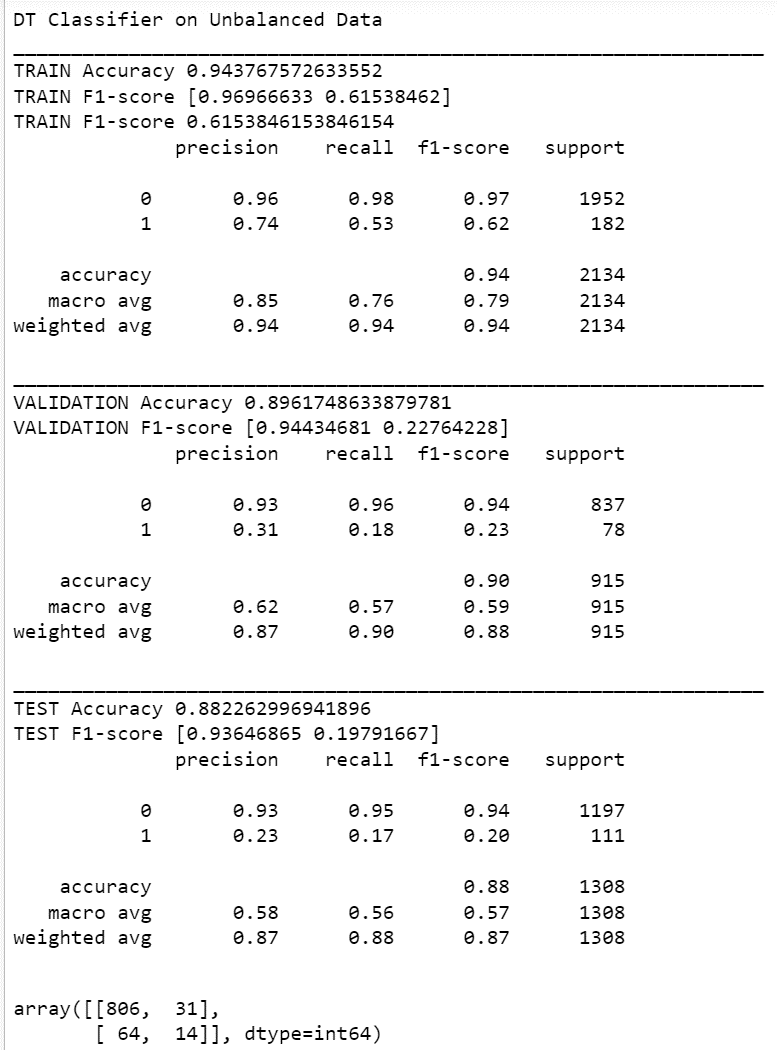 DT Classifier on Unbalanced Data
TRAIN Accuracy 0.943767572633552
TRAIN F1-score [0.96966633 0.61538462]
TRAIN F1-score 0.6153846153846154
precision recall f1-score support
0 0.96 0.98 0.97 1952
1 0.74 0.53 0.62 182
accuracy 0.94 2134
macro avg 0.85 0.76 0.79 2134
weighted avg 0.94 0.94 0.94 2134
VALIDATION Accuracy 0.8961748633879781
VALIDATION F1-score [0.94434681 0.22764228]
precision recall f1-score support
0 0.93 0.96 0.94 837
1 0.31 0.18 0.23 78
accuracy 0.90 915
macro avg 0.62 0.57 0.59 915
weighted avg 0.87 0.90 0.88 915
TEST Accuracy 0.882262996941896
TEST F1-score [0.93646865 0.19791667]
precision recall f1-score support
0 0.93 0.95 0.94 1197
1 0.23 0.17 0.20 111
accuracy 0.88 1308
macro avg 0.58 0.56 0.57 1308
weighted avg 0.87 0.88 0.87 1308
array([[806, 31],
[ 64, 14]], dtype=int64)